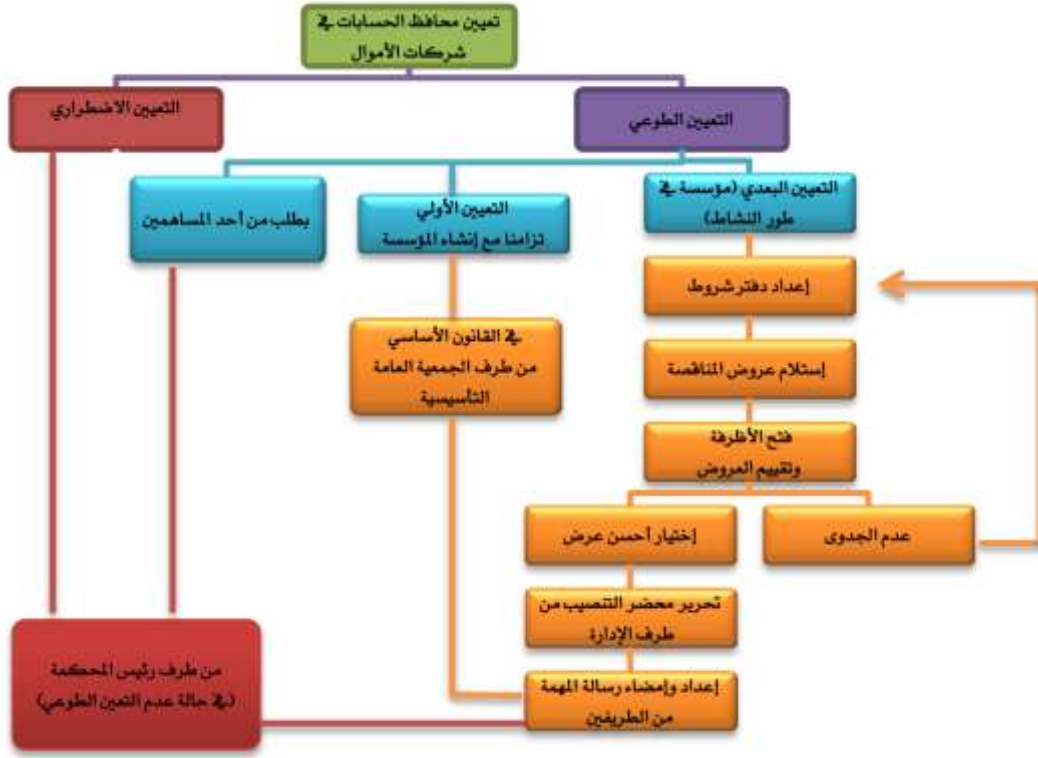 تعيين محافظ الحسابات في
شركات الأموال
التعيين الطوعي
التعيين الاضطراري
التعيين البعدي (مؤسسة في
طور النشاط)
التعيين الأولي
تزامنا مع إنشاء المؤسسة
بطلب من أحد المساهمين
إعداد دفتر شروط
في القانون الأساسي
من طرف الجمعية العامة
التأسيسية
إستلام عروض المناقصة
فتح الأظرفة
وتقييم العروض
عدم الجدوى
إختيار أحسن عرض
تحرير محضر التنصيب من
طرف الإدارة
إعداد وإمضاء رسالة المهمة
من الطريفين
من طرف رئيس المحكمة
(في حالة عدم التعين الطوعي)